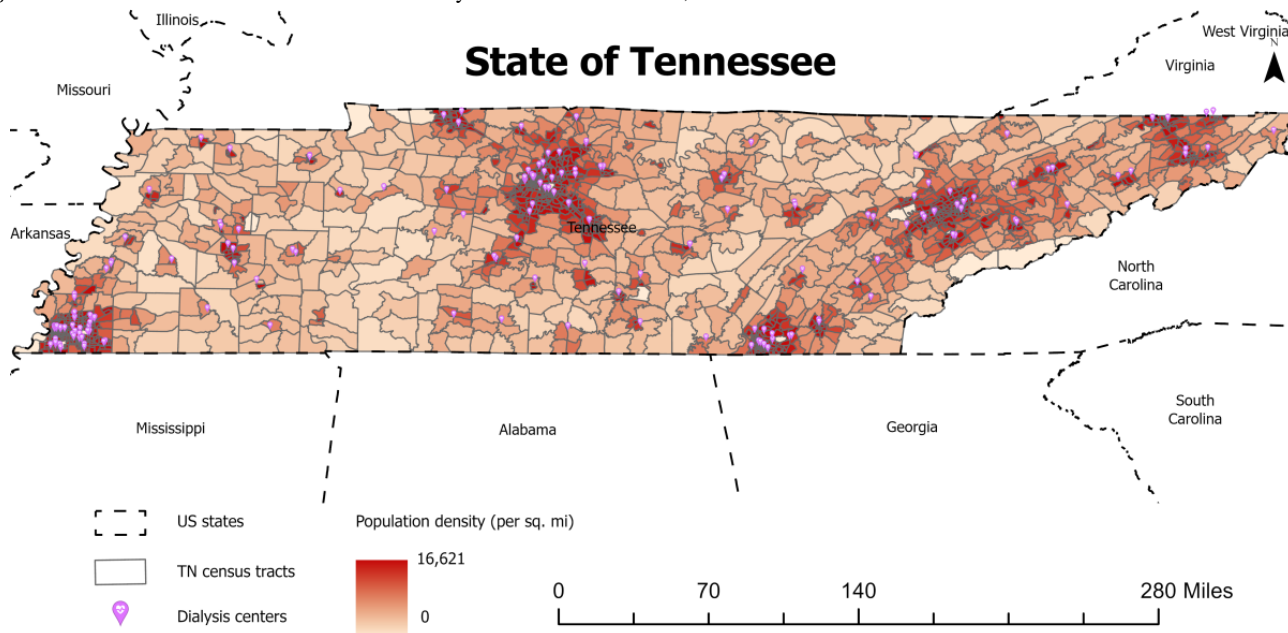 Illinois
West Virginia
N
State of Tennessee
Virginia
Missouri
Arkansas
Tennessee
North
Carolina
South
Carolina
Mississippi
Alabama
Georgia
US states
Population density (per sq. mi)
TN census tracts
16,621
0
Dialysis centers
0
70
140
280 Miles